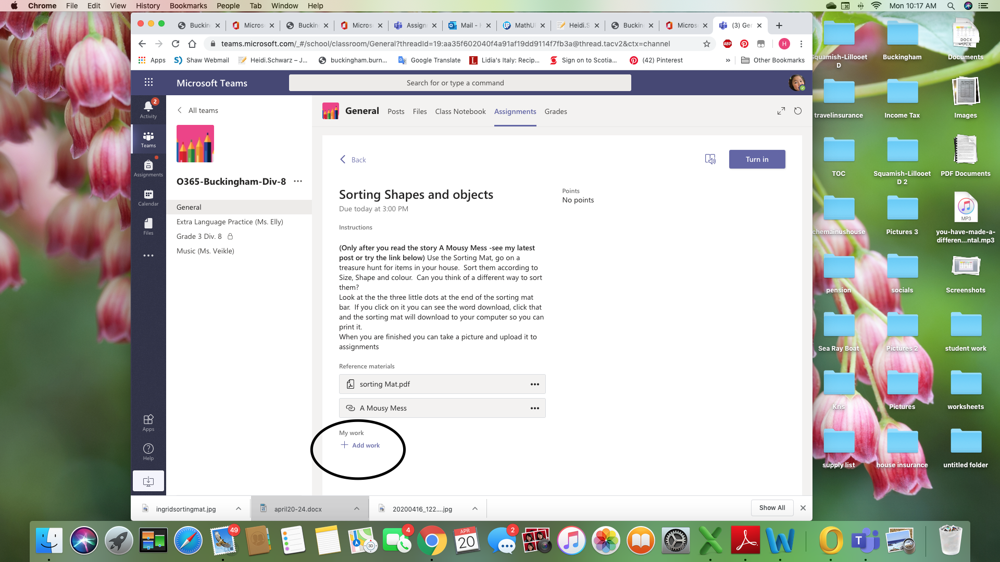 Chrome File Edit View History Bookmarks People Tab Window Help
Mon 10:17 AM
Buckin
Micros
Buckin
Micros
Assign
Mail -
MathU
Heidi.S
Buckin
Micros
(3) Ger
teams.microsoft.com/_#/school/classroom/General?threadId=19:aa35f602040f4a91af19dd9114f7fb3a@thread.tacv2&ctx=channel
ABP
H
Apps
Shaw Webmail
Heidi.Schwarz – J...
buckingham.burn...
Google Translate
Lidia's Italy: Recip...
Sign on to Scotia...
(42) Pinterest
»
Other Bookmarks
Microsoft Teams
Search for or type a command
2
Activity
Teams
Assignments
Calendar
Files
Apps
Help
All teams
O365-Buckingham-Div-8
General
Extra Language Practice (Ms. Elly)
Grade 3 Div. 8
Music (Ms. Veikle)
General Posts Files Class Notebook Assignments Grades
Back
Turn in
Sorting Shapes and objects
Due today at 3:00 PM
Points
No points
Instructions
(Only after you read the story A Mousy Mess -see my latest
post or try the link below) Use the Sorting Mat, go on a
treasure hunt for items in your house. Sort them according to
Size, Shape and colour. Can you think of a different way to sort
them?
Look at the the three little dots at the end of the sorting mat
bar. If you click on it you can see the word download, click that
and the sorting mat will download to your computer so you can
print it.
When you are finished you can take a picture and upload it to
assignments
Reference materials
sorting Mat.pdf
A Mousy Mess
My work
+ Add work
ingridsortingmat.jpg
april20-24.docx
20200416_122....jpg
Show All
Squamish-Lillooet
D
Buckingham
DOCX
Documents
travelinsurance
Income Tax
Images
TOC
Squamish-Lillooet
D 2
PDF Documents
chemainushouse
Pictures 3
MP3
you-have-made-a-
differen...ntal.mp3
pension
socials
Screenshots
Sea Ray Boat
Pictures 2
student work
Kris
Pictures
worksheets
supply list
house insurance
untitled folder
49
3D
4
APR
20
2
T